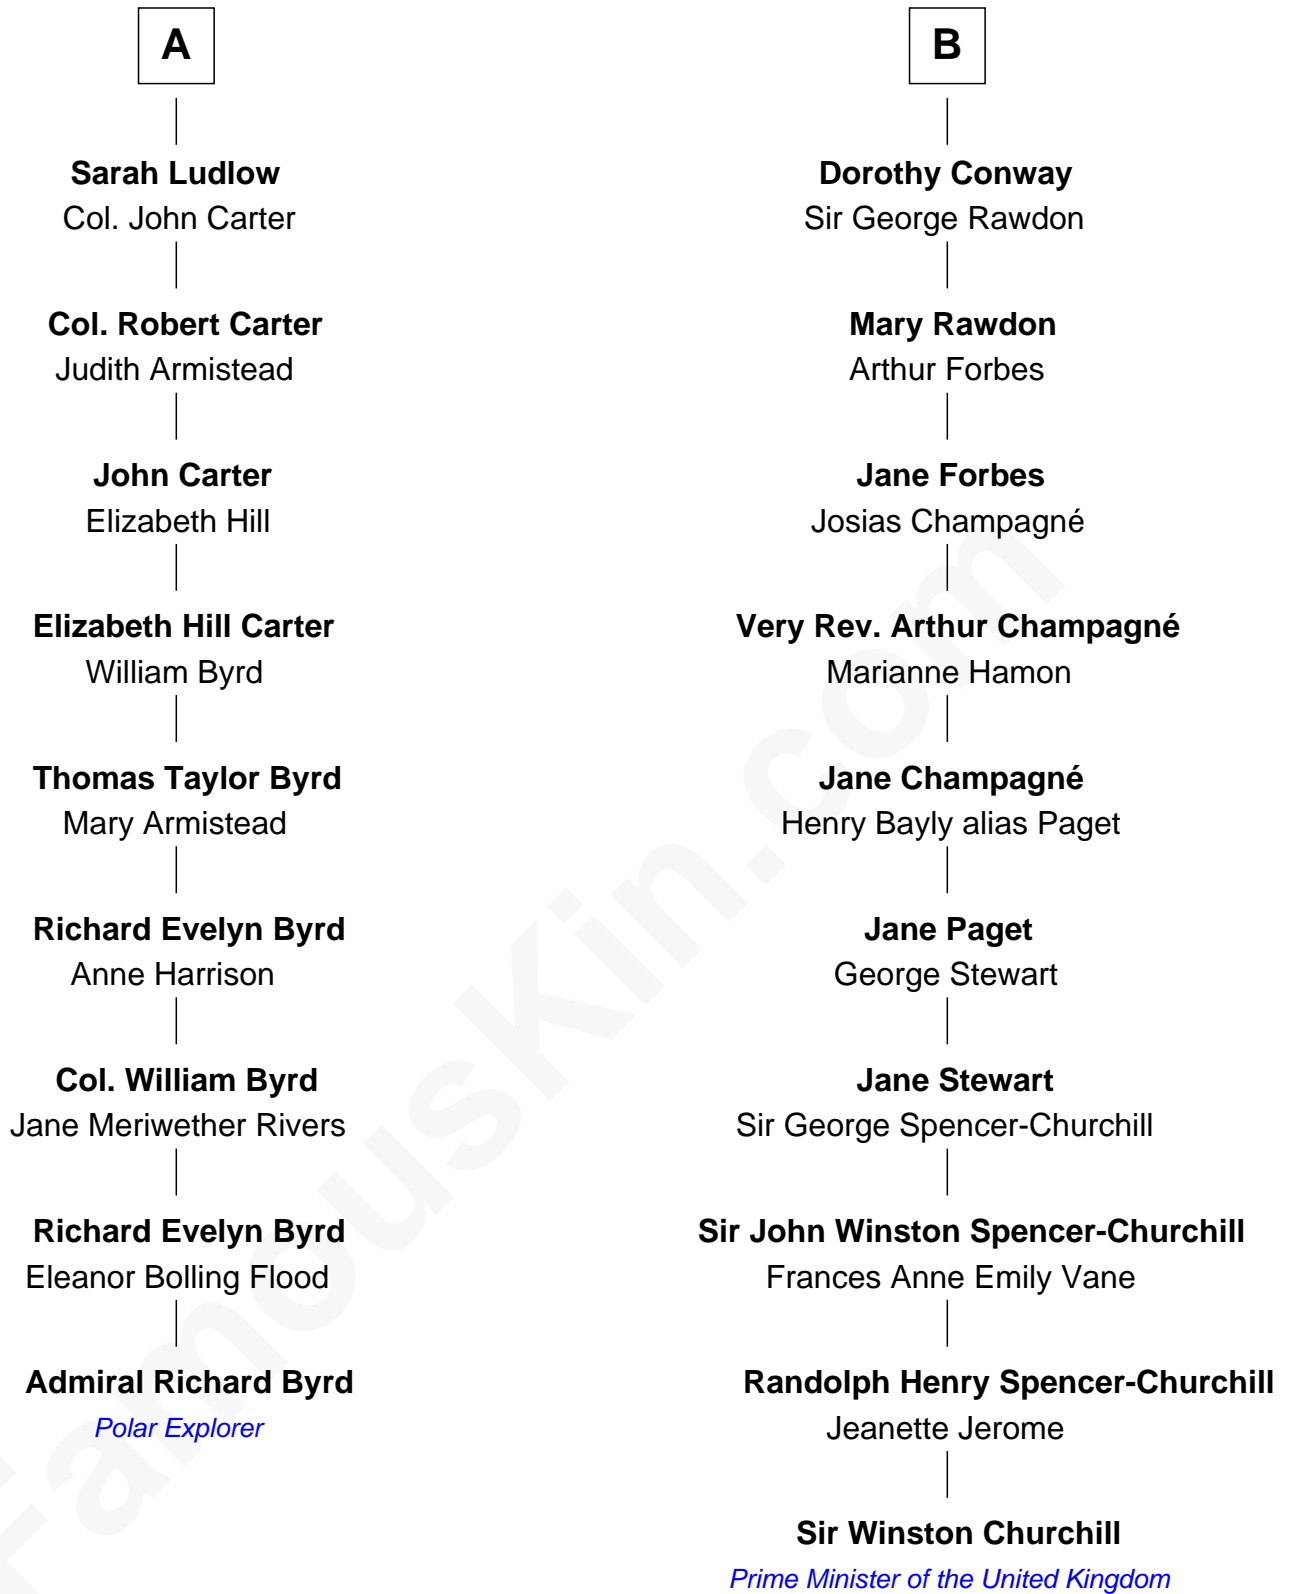 A
Sarah Ludlow
Col. John Carter
Col. Robert Carter
Judith Armistead
John Carter
Elizabeth Hill
Elizabeth Hill Carter
William Byrd
Thomas Taylor Byrd
Mary Armistead
Richard Evelyn Byrd
Anne Harrison
Col. William Byrd
Jane Meriwether Rivers
Richard Evelyn Byrd
Eleanor Bolling Flood
Admiral Richard Byrd
Polar Explorer
B
Dorothy Conway
Sir George Rawdon
Mary Rawdon
Arthur Forbes
Jane Forbes
Josias Champagné
Very Rev. Arthur Champagné
Marianne Hamon
Jane Champagné
Henry Bayly alias Paget
Jane Paget
George Stewart
Jane Stewart
Sir George Spencer-Churchill
Sir John Winston Spencer-Churchill
Frances Anne Emily Vane
Randolph Henry Spencer-Churchill
Jeanette Jerome
Sir Winston Churchill
Prime Minister of the United Kingdom
FamousKin.com